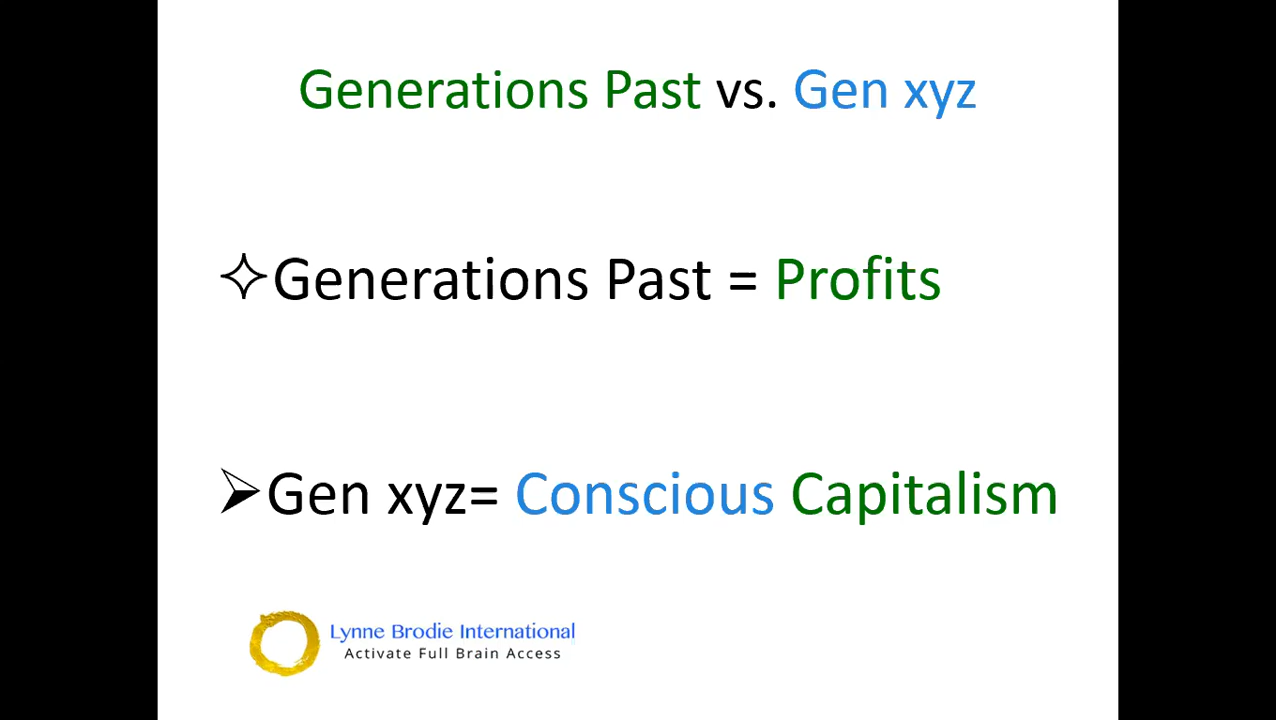 Generations Past vs. Gen xyz
Generations Past = Profits
Gen xyz= Conscious Capitalism
Lynne Brodie International
Activate Full Brain Access